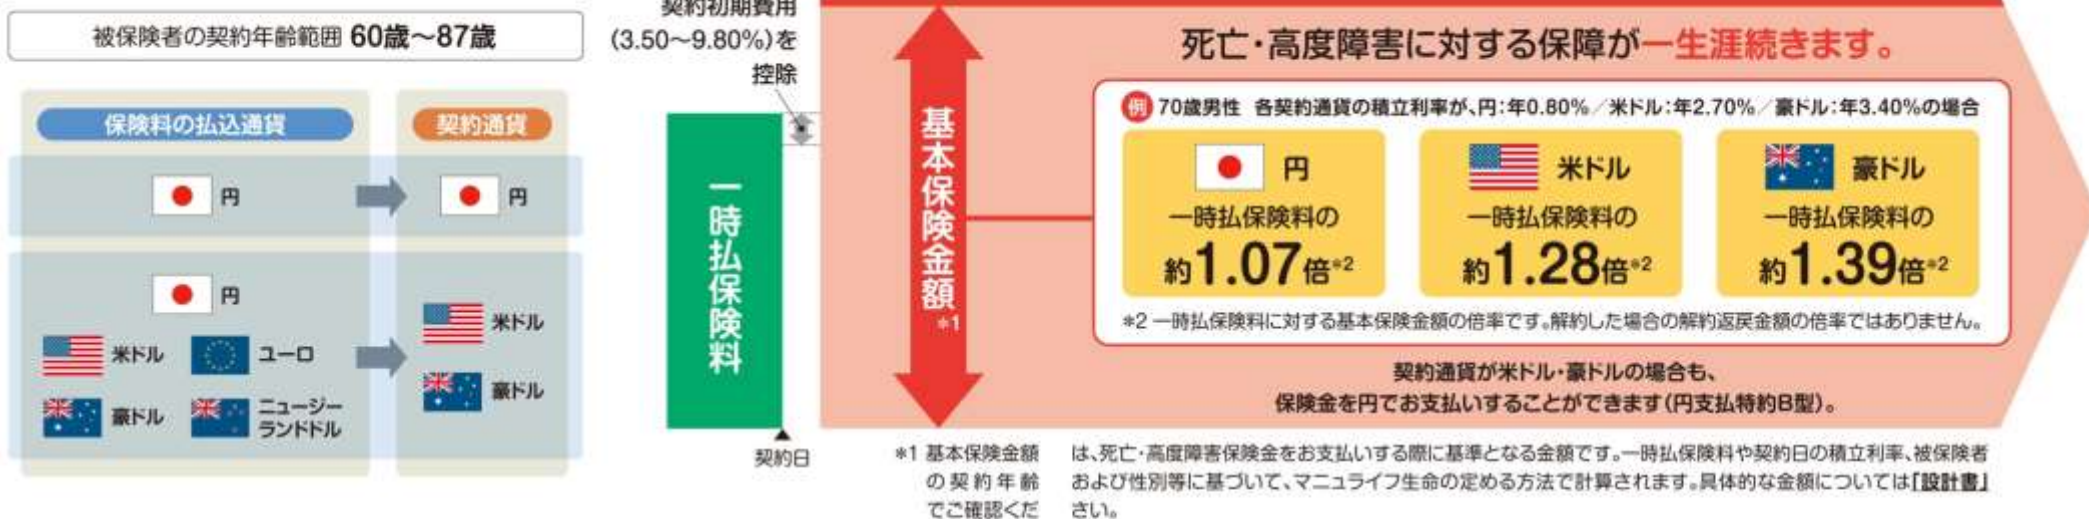 被保険者の契約年齢範囲 60歳～87歳
保険料の払込通貨
契約通貨
円
円
円
米ドル
ユーロ
豪ドル
ニュージー
ランドドル
米ドル
豪ドル
契約初期費用
(3.50～9.80%)を
控除
一時払保険料
契約日
基本保険金額*1
死亡・高度障害に対する保障が一生涯続きます。
例 70歳男性 各契約通貨の積立利率が、円:年0.80%／米ドル:年2.70%／豪ドル:年3.40%の場合
円
一時払保険料の
約1.07倍*2
米ドル
一時払保険料の
約1.28倍*2
豪ドル
一時払保険料の
約1.39倍*2
*2 一時払保険料に対する基本保険金額の倍率です。解約した場合の解約返戻金額の倍率ではありません。
契約通貨が米ドル・豪ドルの場合も、
保険金を円でお支払いすることができます(円支払特約B型)。
*1 基本保険金額は、死亡・高度障害保険金をお支払いする際に基準となる金額です。一時払保険料や契約日の積立利率、被保険者
の契約年齢および性別等に基づいて、マニュライフ生命の定める方法で計算されます。具体的な金額については「設計書」
でご確認ください。